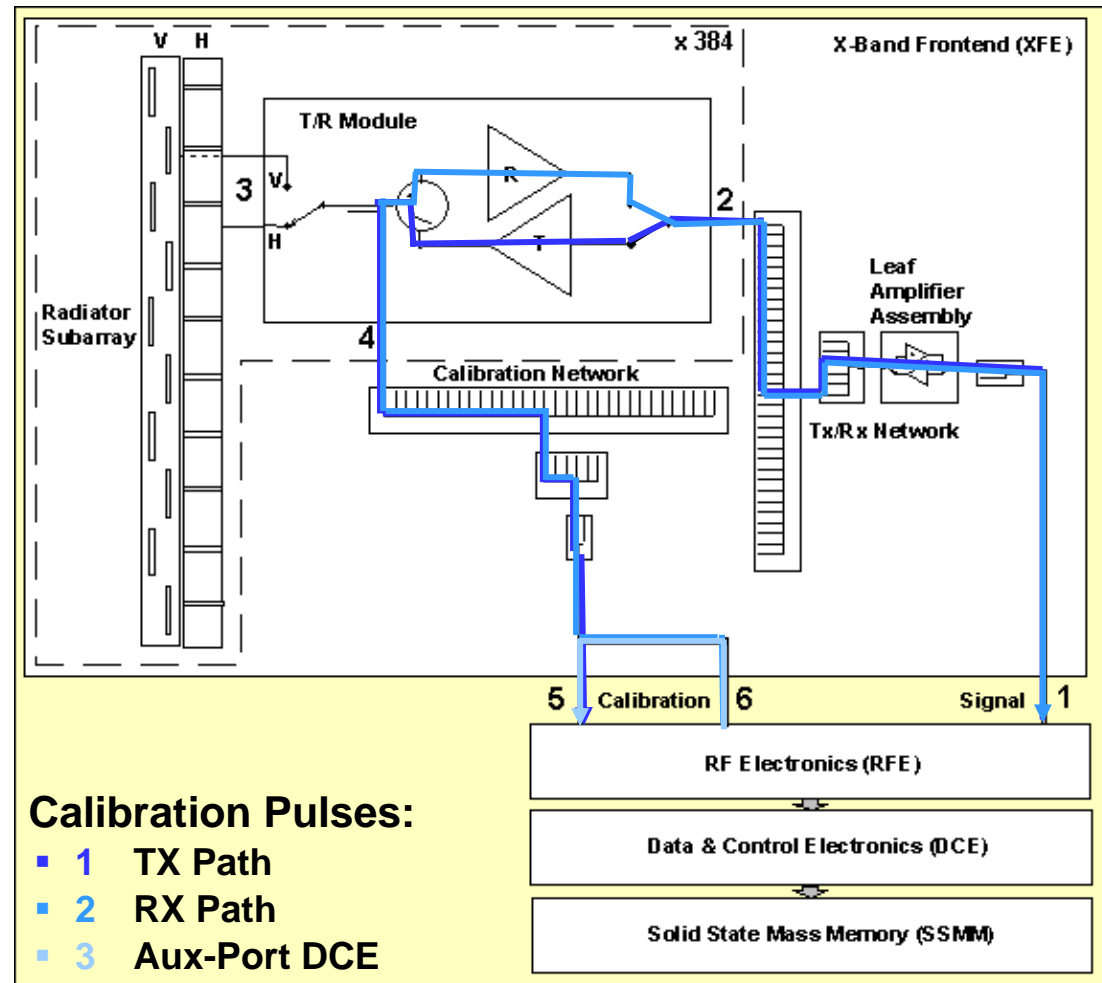 V H
x 384
X-Band Frontend (XFE)
T/R Module
R
3
V
2
H
T
Leaf
Amplifier
Assembly
Radiator
Subarray
4
Calibration Network
Tx/Rx Network
5 Calibration 6
Signal 1
RF Electronics (RFE)
Calibration Pulses:
Data & Control Electronics (DCE)
▪ 1 TX Path
▪ 2 RX Path
Solid State Mass Memory (SSMM)
▪ 3 Aux-Port DCE